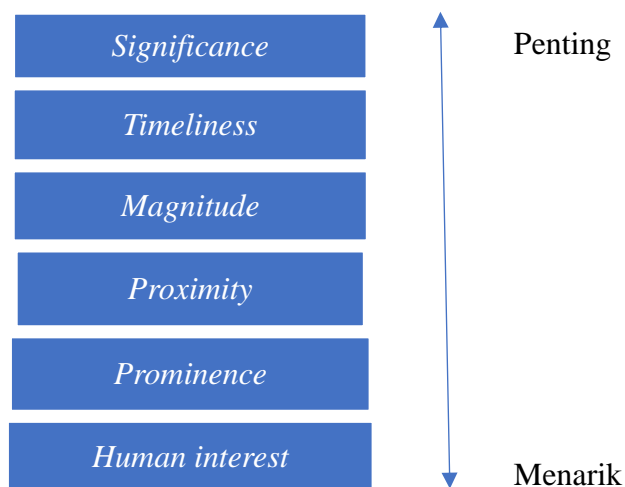 Significance
Penting
Timeliness
Magnitude
Proximity
Prominence
Human interest
Menarik